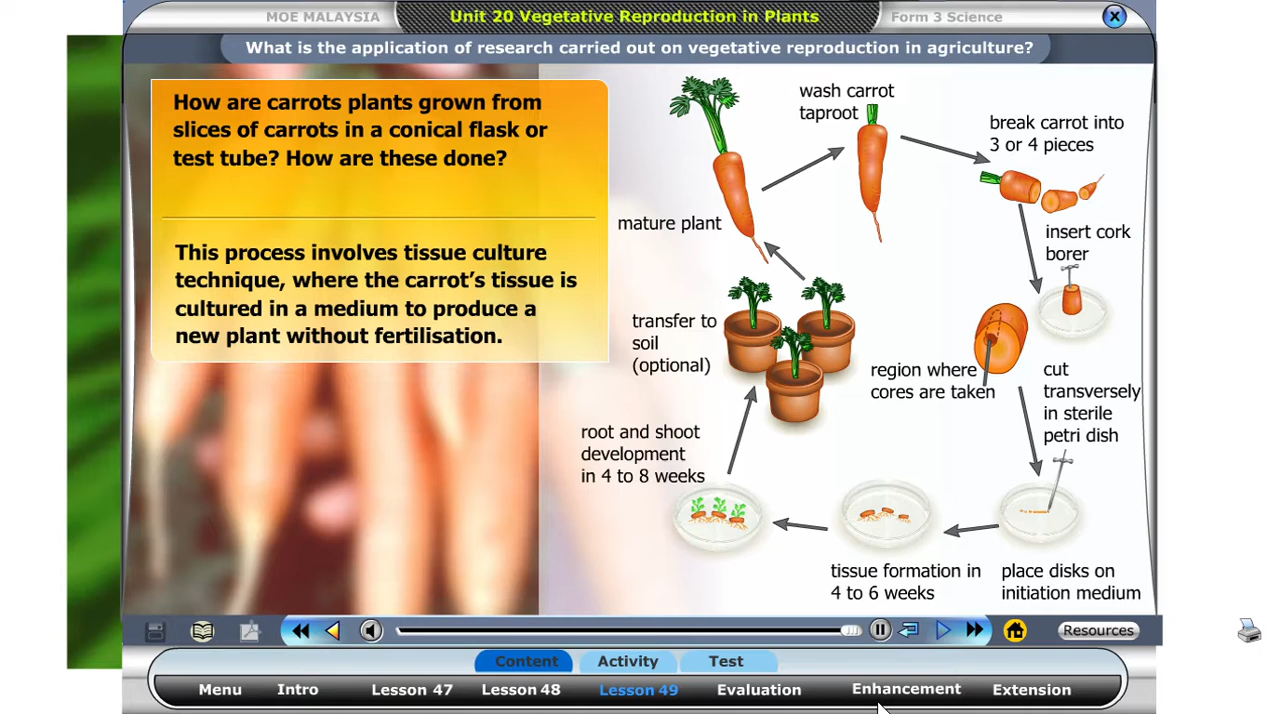 MOE MALAYSIA
Unit 20 Vegetative Reproduction in Plants
Form 3 Science
What is the application of research carried out on vegetative reproduction in agriculture?
How are carrots plants grown from
slices of carrots in a conical flask or
test tube? How are these done?
This process involves tissue culture
technique, where the carrot's tissue is
cultured in a medium to produce a
new plant without fertilisation.
wash carrot
taproot
break carrot into
3 or 4 pieces
mature plant
insert cork
borer
transfer to
soil
(optional)
region where
cores are taken
cut
transversely
in sterile
petri dish
root and shoot
development
in 4 to 8 weeks
tissue formation in
4 to 6 weeks
place disks on
initiation medium
Resources
Content
Activity
Test
Menu
Intro
Lesson 47
Lesson 48
Lesson 49
Evaluation
Enhancement
Extension